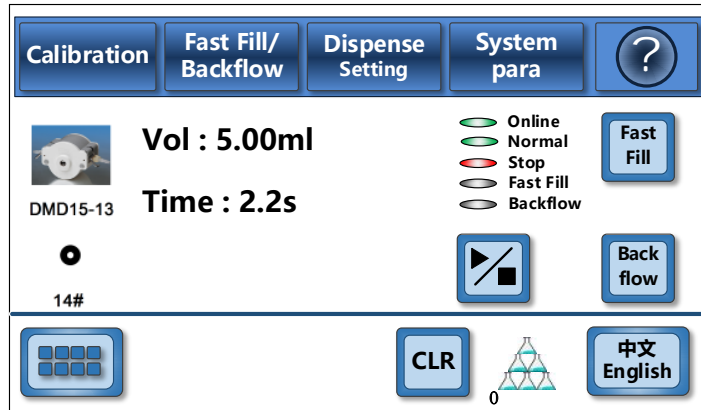 Calibration
Fast Fill/
Backflow
Dispense
Setting
System
para
?
Vol : 5.00ml
Time : 2.2s
DMD15-13
14#
Online
Normal
Stop
Fast Fill
Backflow
Fast
Fill
Back
flow
CLR
0
中文
English